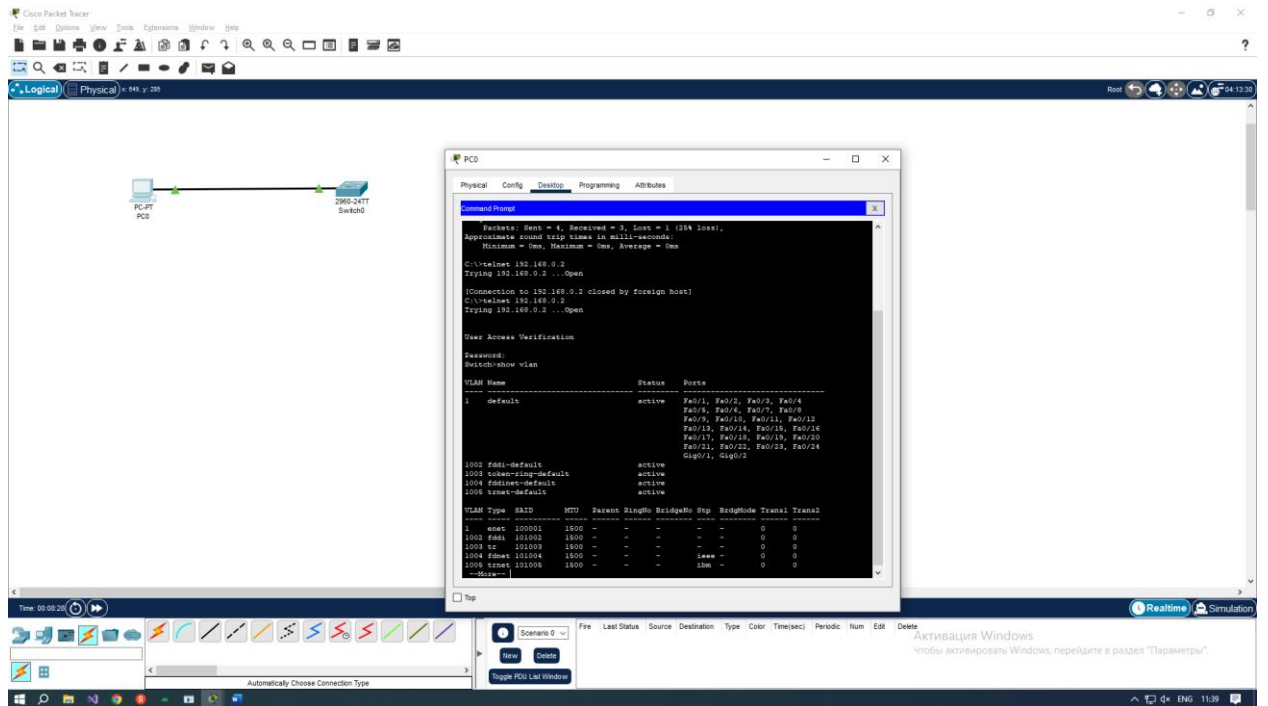 Cisco Packet Tracer
File Edit Options View Tools Extensions Window Help
?
Logical Physical x: 849, y: 285 Root 04:13:30
PC-PT
PC0
2960-24TT
Switch0
PC0
Physical Config Desktop Programming Attributes
Command Prompt X
Packets: Sent = 4, Received = 3, Lost = 1 (25% loss),
Approximate round trip times in milli-seconds:
Minimum = 0ms, Maximum = 0ms, Average = 0ms
C:\>telnet 192.168.0.2
Trying 192.168.0.2 ...Open
[Connection to 192.168.0.2 closed by foreign host]
C:\>telnet 192.168.0.2
Trying 192.168.0.2 ...Open
User Access Verification
Password:
Switch>show vlan
VLAN Name Status Ports
---- -------------------------------- --------- -------------------------------
1 default active Fa0/1, Fa0/2, Fa0/3, Fa0/4
Fa0/5, Fa0/6, Fa0/7, Fa0/8
Fa0/9, Fa0/10, Fa0/11, Fa0/12
Fa0/13, Fa0/14, Fa0/15, Fa0/16
Fa0/17, Fa0/18, Fa0/19, Fa0/20
Fa0/21, Fa0/22, Fa0/23, Fa0/24
Gig0/1, Gig0/2
1002 fddi-default active
1003 token-ring-default active
1004 fddinet-default active
1005 trnet-default active
VLAN Type SAID MTU Parent RingNo BridgeNo Stp BrdgMode Trans1 Trans2
---- ----- ---------- ----- ------ ------ -------- ---- -------- ------ ------
1 enet 100001 1500 - - - - - 0 0
1002 fddi 101002 1500 - - - - - 0 0
1003 tr 101003 1500 - - - - - 0 0
1004 fdnet 101004 1500 - - - ieee - 0 0
1005 trnet 101005 1500 - - - ibm - 0 0
--More--
Top
Time: 00:08:28 Realtime Simulation
Scenario 0
New Delete
Toggle PDU List Window
Fire Last Status Source Destination Type Color Time(sec) Periodic Num Edit Delete
Активация Windows
Чтобы активировать Windows, перейдите в раздел "Параметры".
Automatically Choose Connection Type
ENG 11:39